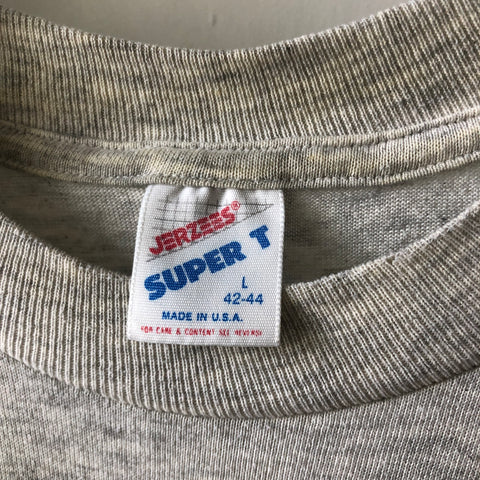 JERZEES®
SUPER T
L
42-44
MADE IN U.S.A.
FOR CARE & CONTENT SEE REVERSE